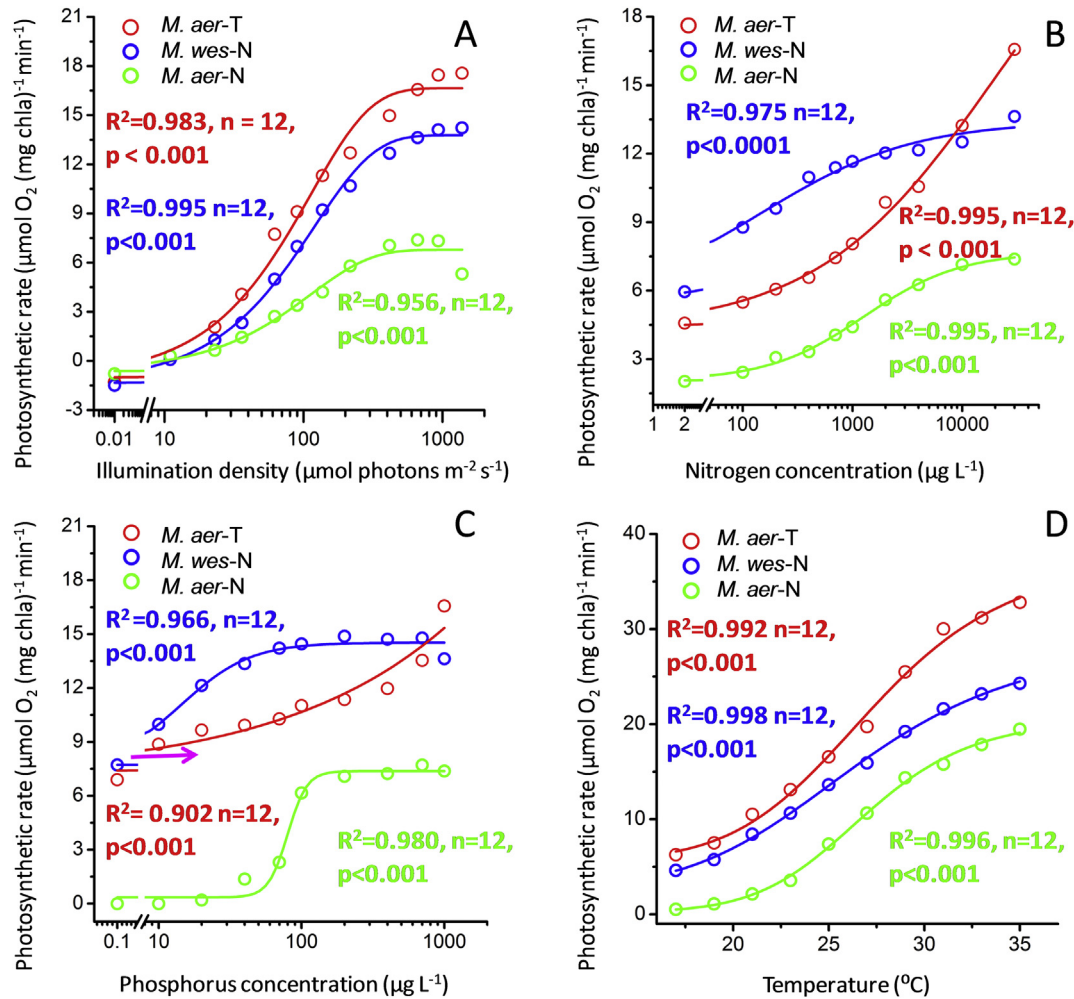 A
M. aer-T
M. wes-N
M. aer-N
R²=0.983, n = 12,
p < 0.001
R²=0.995 n=12,
p<0.001
R²=0.956, n=12,
p<0.001
Photosynthetic rate (µmol O₂ (mg chla)⁻¹ min⁻¹)
21
18
15
12
9
6
3
0
-3
0.01
10
100
1000
Illumination density (µmol photons m⁻² s⁻¹)
B
M. aer-T
M. wes-N
M. aer-N
R²=0.975 n=12,
p<0.0001
R²=0.995, n=12,
p < 0.001
R²=0.995, n=12,
p<0.001
Photosynthetic rate (µmol O₂ (mg chla)⁻¹ min⁻¹)
18
15
12
9
6
3
1
2
100
1000
10000
Nitrogen concentration (µg L⁻¹)
C
M. aer-T
M. wes-N
M. aer-N
R²=0.966, n=12,
p<0.001
R²= 0.902 n=12,
p<0.001
R²=0.980, n=12,
p<0.001
Photosynthetic rate (µmol O₂ (mg chla)⁻¹ min⁻¹)
21
18
15
12
9
6
3
0
0.1
10
100
1000
Phosphorus concentration (µg L⁻¹)
D
M. aer-T
M. wes-N
M. aer-N
R²=0.992 n=12,
p<0.001
R²=0.998 n=12,
p<0.001
R²=0.996, n=12,
p<0.001
Photosynthetic rate (µmol O₂ (mg chla)⁻¹ min⁻¹)
40
30
20
10
0
20
25
30
35
Temperature (⁰C)